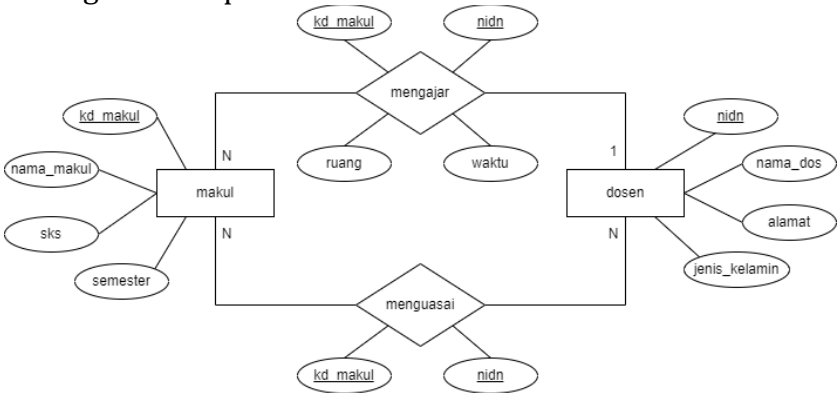 kd_makul
nidn
mengajar
kd_makul
nidn
N
1
nama_makul
ruang
waktu
nama_dos
makul
dosen
sks
alamat
N
N
semester
jenis_kelamin
menguasai
kd_makul
nidn